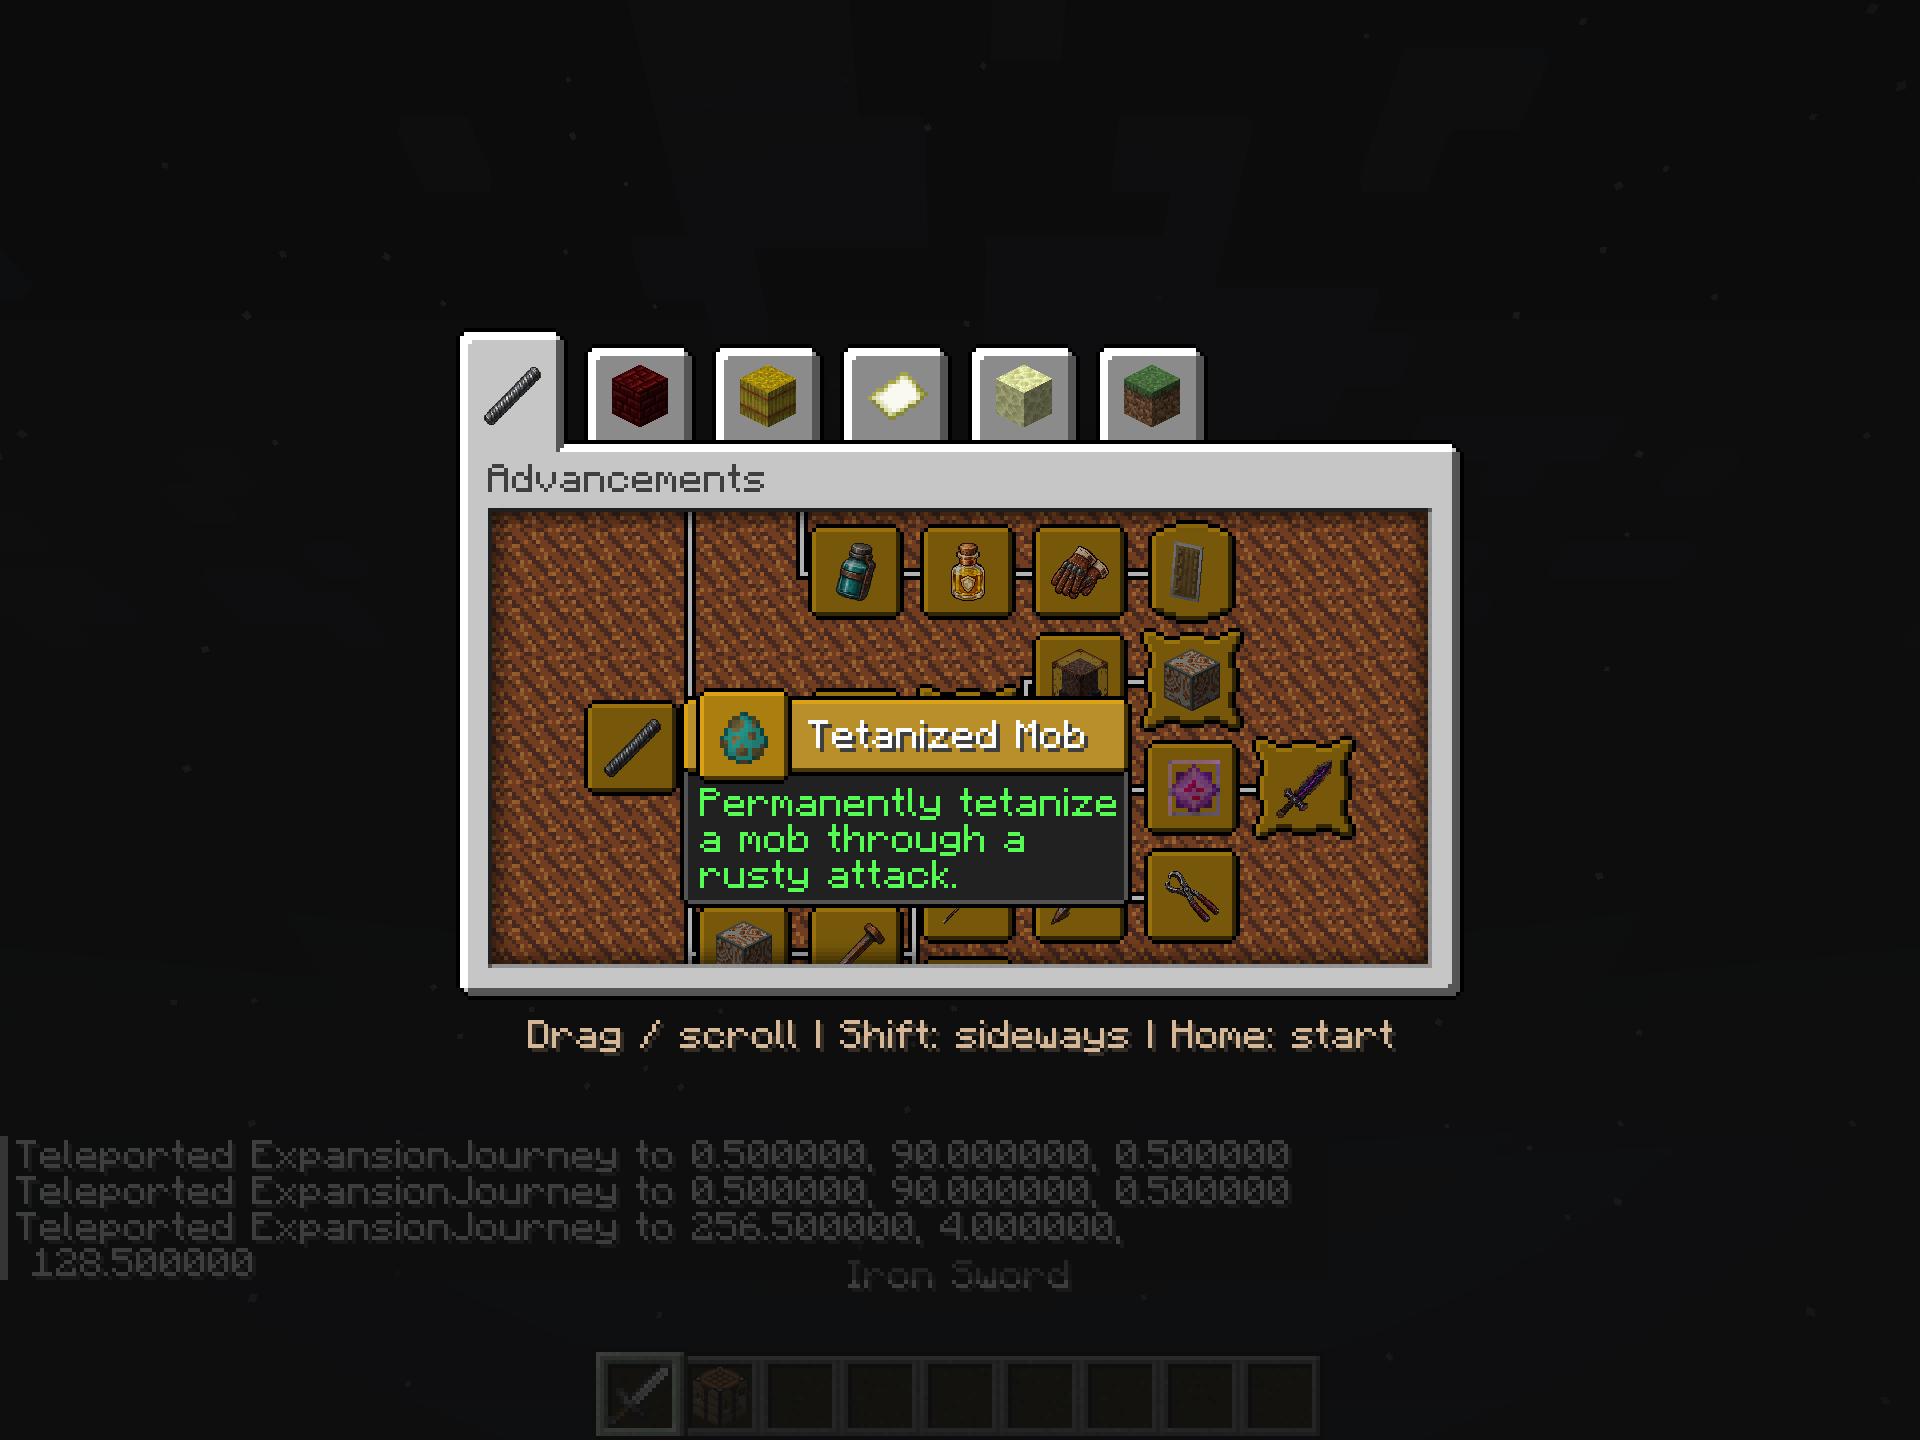 Advancements
Tetanized Mob
Permanently tetanize
a mob through a
rusty attack.
Drag / scroll | Shift: sideways | Home: start
Teleported ExpansionJourney to 0.500000, 90.000000, 0.500000
Teleported ExpansionJourney to 0.500000, 90.000000, 0.500000
Teleported ExpansionJourney to 256.500000, 4.000000,
128.500000
Iron Sword